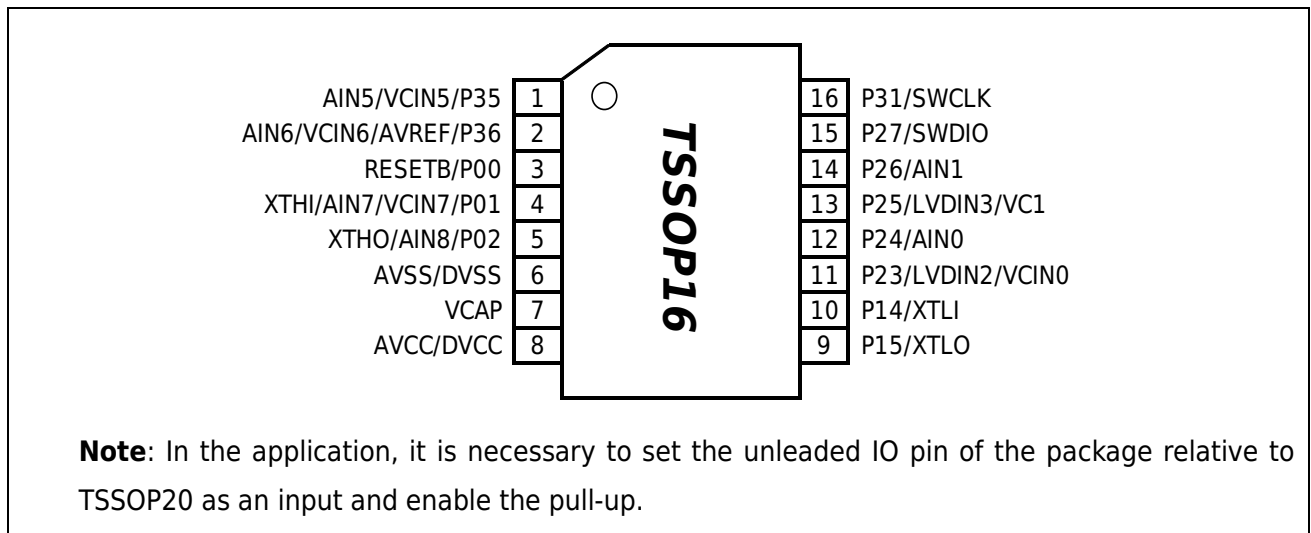 AIN5/VCIN5/P35 1 16 P31/SWCLK
AIN6/VCIN6/AVREF/P36 2 15 P27/SWDIO
RESETB/P00 3 14 P26/AIN1
XTHI/AIN7/VCIN7/P01 4 13 P25/LVDIN3/VC1
XTHO/AIN8/P02 5 12 P24/AIN0
AVSS/DVSS 6 11 P23/LVDIN2/VCIN0
VCAP 7 10 P14/XTLI
AVCC/DVCC 8 9 P15/XTLO
TSSOP16
Note: In the application, it is necessary to set the unleaded IO pin of the package relative to
TSSOP20 as an input and enable the pull-up.